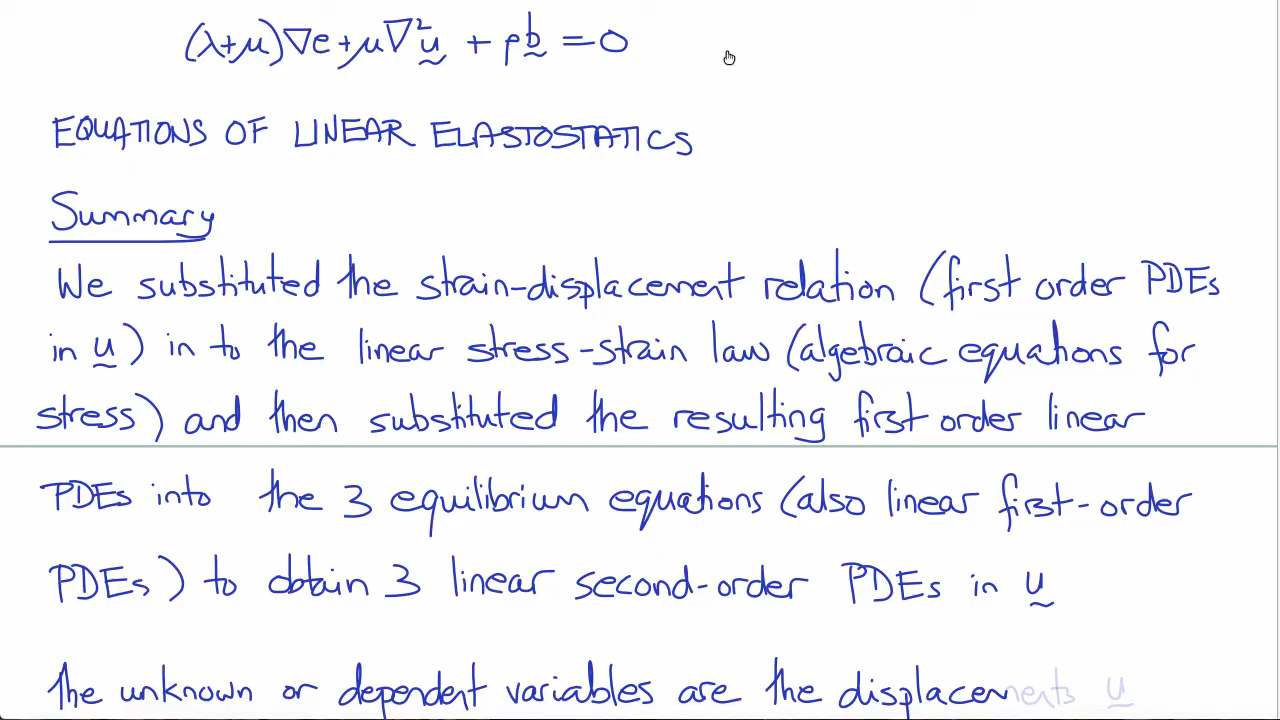 (λ+μ)∇e+μ∇²u + ρb = 0
EQUATIONS OF LINEAR ELASTOSTATICS
Summary
We substituted the strain-displacement relation (first order PDEs
in u) in to the linear stress-strain law (algebraic equations for
stress) and then substituted the resulting first order linear
PDEs into the 3 equilibrium equations (also linear first-order
PDEs) to obtain 3 linear second-order PDEs in u
the unknown or dependent variables are the displacements u